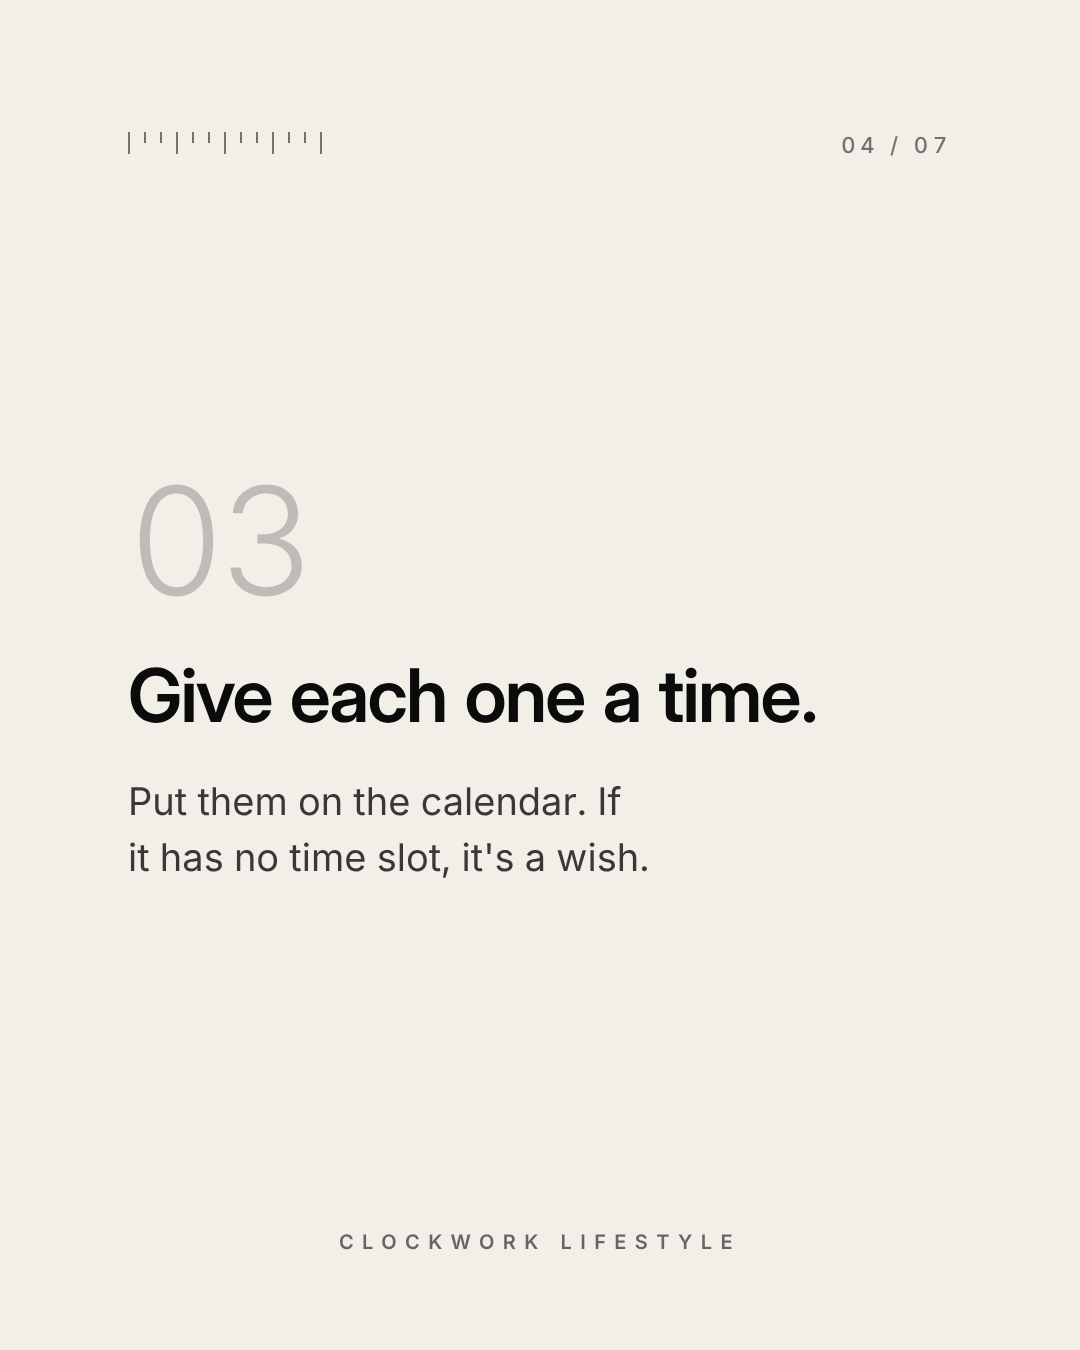 04 / 07
03
Give each one a time.
Put them on the calendar. If
it has no time slot, it's a wish.
CLOCKWORK LIFESTYLE